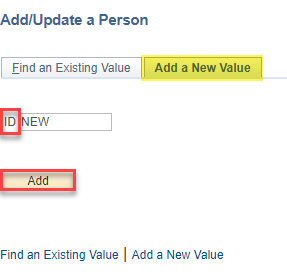 Add/Update a Person
Find an Existing Value Add a New Value
ID NEW
Add
Find an Existing Value | Add a New Value